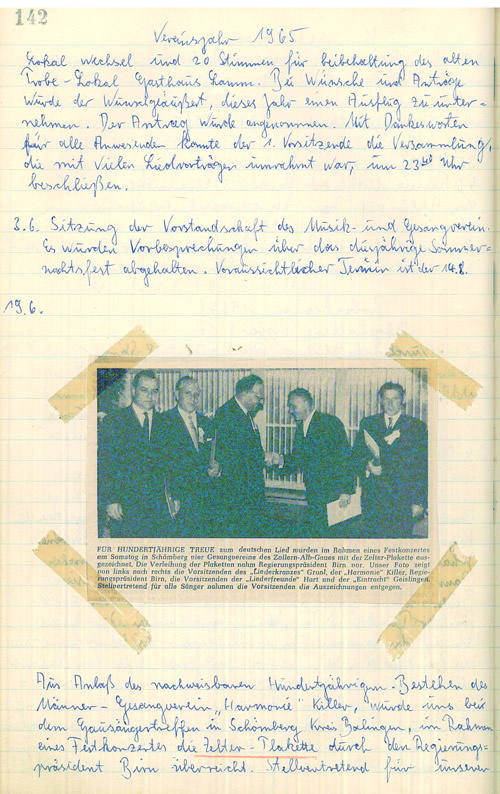 142
Vereinsjahr 1965
Lokal Wechsel und 20 Stimmen für beibehaltung des alten
Probe-Lokal Gasthaus Lamm. Bei Wünsche und Anträge
wurde der Wunsch geäußert, dieses Jahr einen Ausflug zu unter-
nehmen. Der Antrag wurde angenommen. Mit Dankesworten
für alle Anwesenden konnte der 1. Vorsitzende die Versammlung,
die mit vielen Liedvorträgen umrahmt war, um 23 Uhr
beschließen.
3.6. Sitzung der Vorstandschaft des Musik- und Gesangverein.
Es wurden Vorbesprechungen über das diesjährige Sommer-
nachtsfest abgehalten. Voraussichtlicher Termin ist der 14.8.
19.6.
FÜR HUNDERTJÄHRIGE TREUE zum deutschen Lied wurden im Rahmen eines Festkonzertes
am Samstag in Schömberg vier Gesangvereine des Zollern-Alb-Gaues mit der Zelter-Plakette aus-
gezeichnet. Die Verleihung der Plaketten nahm Regierungspräsident Birn vor. Unser Foto zeigt
von links nach rechts die Vorsitzenden des „Liederkranzes" Gruol, der „Harmonie" Killer, Regie-
rungspräsident Birn, die Vorsitzenden der „Liederfreunde" Hart und der „Eintracht" Geislingen.
Stellvertretend für alle Sänger nahmen die Vorsitzenden die Auszeichnungen entgegen.
Aus Anlaß des nachweisbaren Hundertjährigen-Bestehen des
Männer-Gesangverein „Harmonie" Killer, wurde uns bei
dem Gausängertreffen in Schömberg Kreis Balingen, im Rahmen
eines Festkonzertes die Zelter-Plakette durch den Regierungs-
präsident Birn überreicht. Stellvertretend für unseren